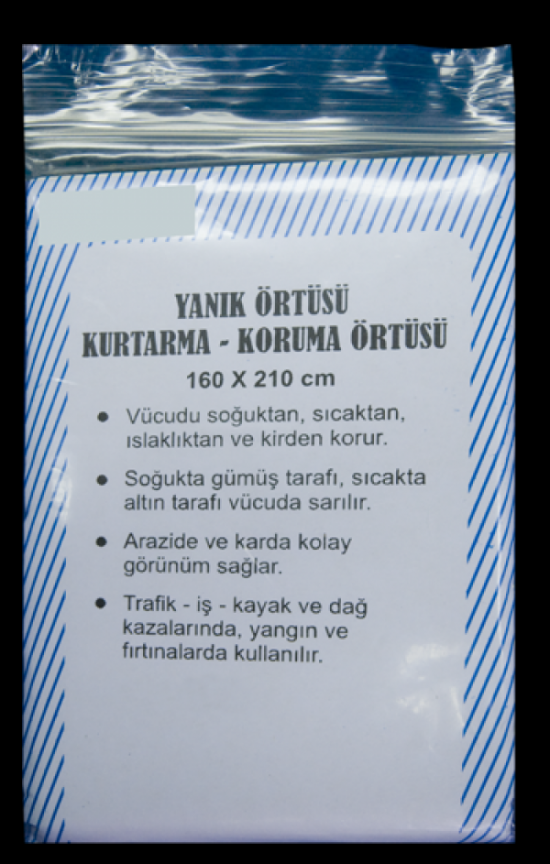 YANIK ÖRTÜSÜ
KURTARMA - KORUMA ÖRTÜSÜ
160 X 210 cm
● Vücudu soğuktan, sıcaktan,
ıslaklıktan ve kirden korur.
● Soğukta gümüş tarafı, sıcakta
altın tarafı vücuda sarılır.
● Arazide ve karda kolay
görünüm sağlar.
● Trafik - iş - kayak ve dağ
kazalarında, yangın ve
fırtınalarda kullanılır.